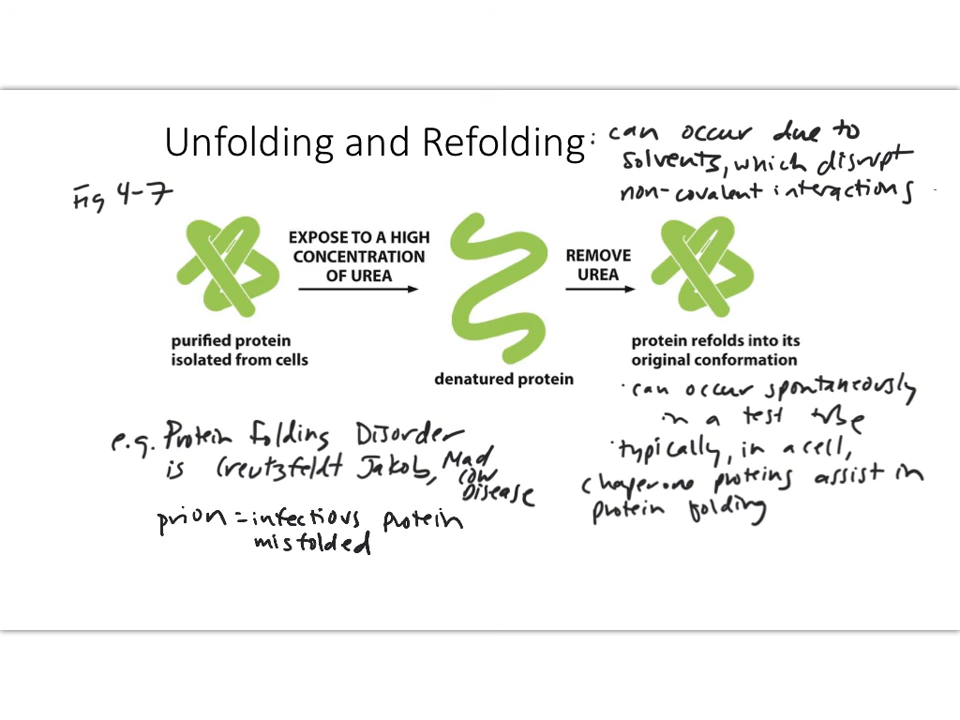 Unfolding and Refolding: can occur due to
solvents, which disrupt
non-covalent interactions.
Fig 4-7
EXPOSE TO A HIGH
CONCENTRATION
OF UREA
REMOVE
UREA
purified protein
isolated from cells
denatured protein
protein refolds into its
original conformation
· can occur spontaneously
in a test tube
· typically, in a cell,
chaperone proteins assist in
protein folding
e.g. Protein Folding Disorder
is Creutzfeldt Jakob, Mad
Cow
Disease
prion = infectious protein
misfolded